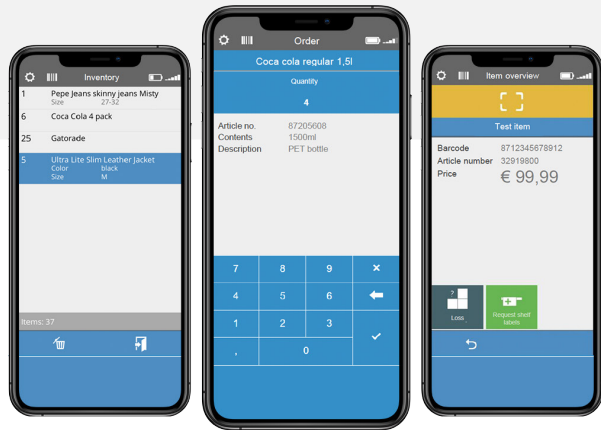 Inventory
1 Pepe Jeans skinny jeans Misty
Size 27-32
6 Coca Cola 4 pack
25 Gatorade
5 Ultra Lite Slim Leather Jacket
Color black
Size M
Items: 37
Order
Coca cola regular 1,5l
Quantity
4
Article no. 87205608
Contents 1500ml
Description PET bottle
7 8 9 ×
4 5 6
1 2 3
, 0
Item overview
Test item
Barcode 8712345678912
Article number 32919800
Price € 99,99
?
Loss
Request shelf
labels